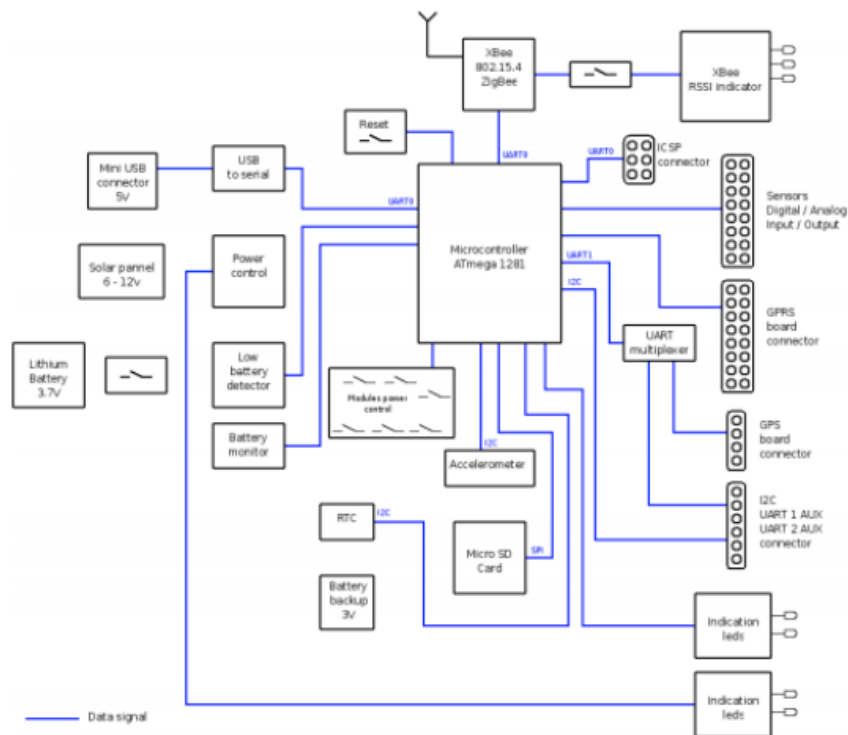 XBee
802.15.4
ZigBee
XBee
RSSI indicator
Reset
UART0
UART0
ICSP
connector
Mini USB
connector
5V
USB
to serial
UART0
Sensors
Digital / Analog
Input / Output
Microcontroller
ATmega 1281
Solar pannel
6 - 12v
Power
control
UART1
I2C
GPRS
board
connector
UART
multiplexer
Lithium
Battery
3.7V
Low
battery
detector
Modules power
control
Battery
monitor
I2C
Accelerometer
GPS
board
connector
RTC
I2C
I2C
UART 1 AUX
UART 2 AUX
connector
Micro SD
Card
SPI
Battery
backup
3V
Indication
leds
Indication
leds
Data signal